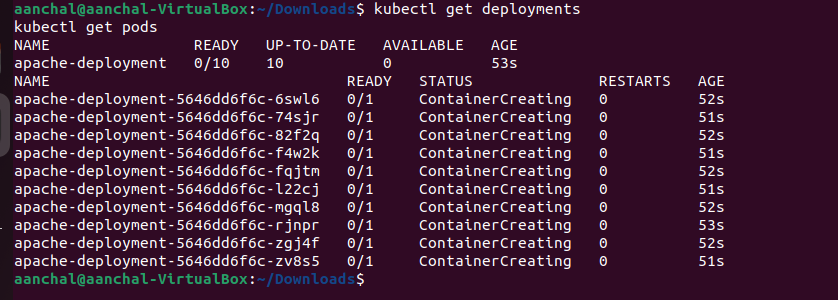 aanchal@aanchal-VirtualBox:~/Downloads$ kubectl get deployments
kubectl get pods
NAME                READY   UP-TO-DATE   AVAILABLE   AGE
apache-deployment   0/10    10           0           53s
NAME                                 READY   STATUS              RESTARTS   AGE
apache-deployment-5646dd6f6c-6swl6   0/1     ContainerCreating   0          52s
apache-deployment-5646dd6f6c-74sjr   0/1     ContainerCreating   0          51s
apache-deployment-5646dd6f6c-82f2q   0/1     ContainerCreating   0          52s
apache-deployment-5646dd6f6c-f4w2k   0/1     ContainerCreating   0          51s
apache-deployment-5646dd6f6c-fqjtm   0/1     ContainerCreating   0          52s
apache-deployment-5646dd6f6c-l22cj   0/1     ContainerCreating   0          51s
apache-deployment-5646dd6f6c-mgql8   0/1     ContainerCreating   0          52s
apache-deployment-5646dd6f6c-rjnpr   0/1     ContainerCreating   0          53s
apache-deployment-5646dd6f6c-zgj4f   0/1     ContainerCreating   0          52s
apache-deployment-5646dd6f6c-zv8s5   0/1     ContainerCreating   0          51s
aanchal@aanchal-VirtualBox:~/Downloads$